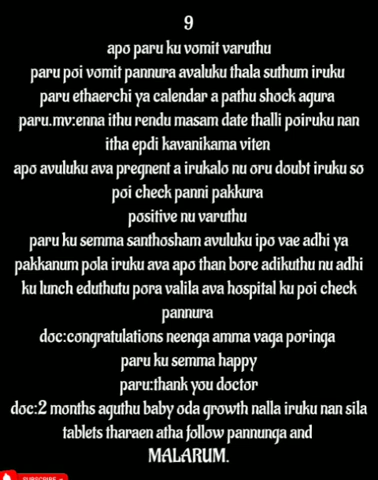 9
apo paru ku vomit varuthu
paru poi vomit pannura avaluku thala suthum iruku
paru ethaerchi ya calendar a pathu shock agura
paru.mv:enna ithu rendu masam date thalli poiruku nan
itha epdi kavanikama viten
apo avuluku ava pregnent a irukalo nu oru doubt iruku so
poi check panni pakkura
positive nu varuthu
paru ku semma santhosham avuluku ipo vae adhi ya
pakkanum pola iruku ava apo than bore adikuthu nu adhi
ku lunch eduthutu pora valila ava hospital ku poi check
pannura
doc:congratulations neenga amma vaga poringa
paru ku semma happy
paru:thank you doctor
doc:2 months aguthu baby oda growth nalla iruku nan sila
tablets tharaen atha follow pannunga and
MALARUM.
SUBSCRIBE